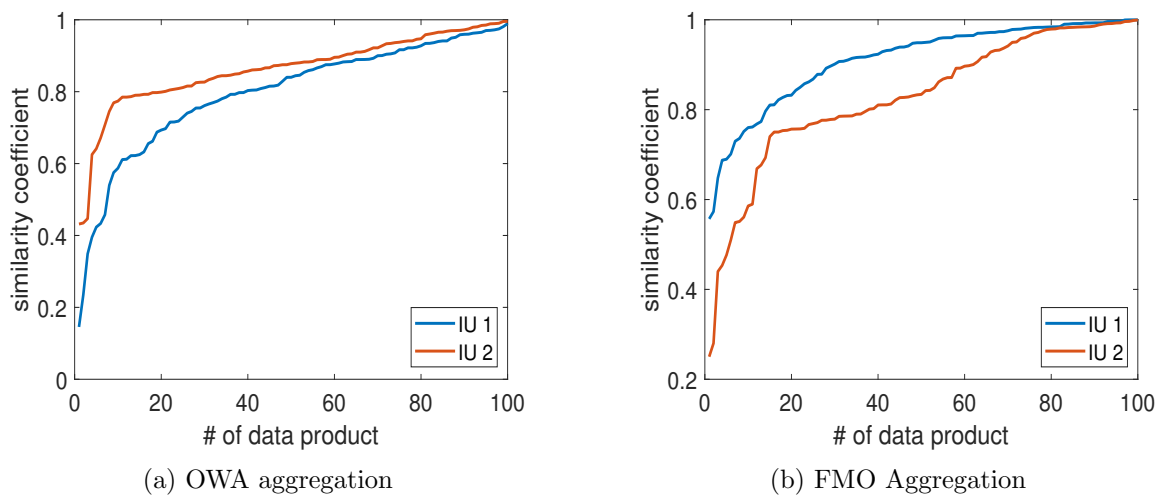 1
0.8
0.6
0.4
0.2
0
similarity coefficient
0 20 40 60 80 100
# of data product
IU 1
IU 2
(a) OWA aggregation
1
0.8
0.6
0.4
0.2
similarity coefficient
0 20 40 60 80 100
# of data product
IU 1
IU 2
(b) FMO Aggregation